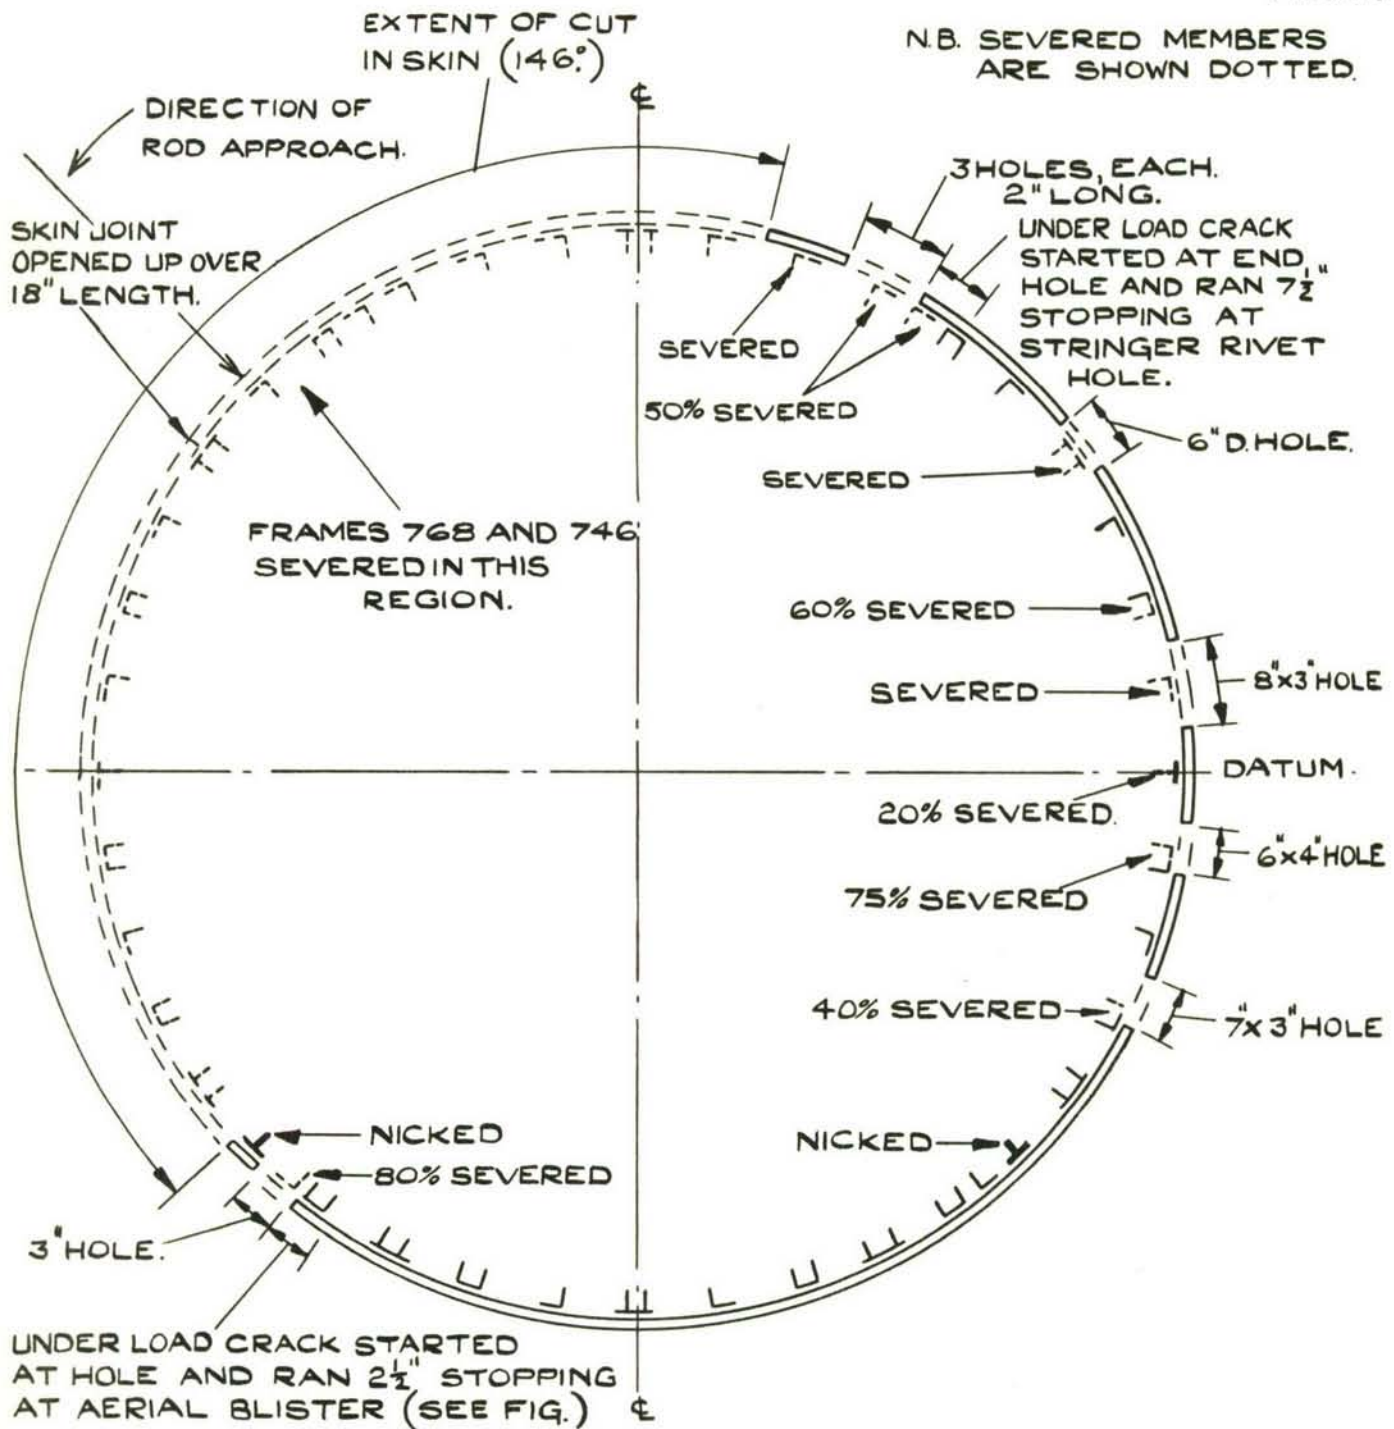 EXTENT OF CUT
IN SKIN (146°.)
N.B. SEVERED MEMBERS
ARE SHOWN DOTTED.
℄
DIRECTION OF
ROD APPROACH.
3 HOLES, EACH.
2" LONG.
SKIN JOINT
OPENED UP OVER
18" LENGTH.
UNDER LOAD CRACK
STARTED AT END
HOLE AND RAN 7½"
STOPPING AT
STRINGER RIVET
HOLE.
SEVERED
50% SEVERED
6" D. HOLE.
SEVERED
FRAMES 768 AND 746
SEVERED IN THIS
REGION.
60% SEVERED
SEVERED
8"x3" HOLE
DATUM.
20% SEVERED.
6"x4" HOLE
75% SEVERED
40% SEVERED
7"x3" HOLE
NICKED
NICKED
80% SEVERED
3" HOLE.
UNDER LOAD CRACK STARTED
AT HOLE AND RAN 2½" STOPPING
AT AERIAL BLISTER (SEE FIG.)
℄